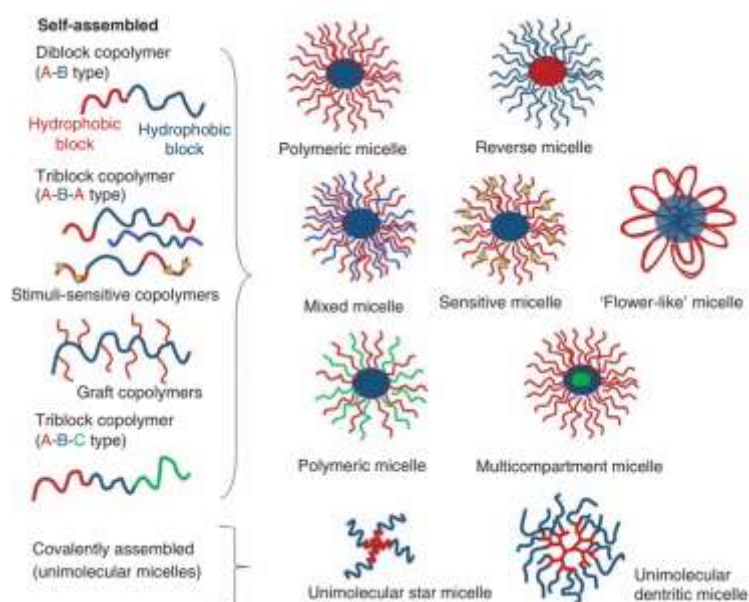 Self-assembled
Diblock copolymer
(A-B type)
Hydrophobic
block
Hydrophobic
block
Triblock copolymer
(A-B-A type)
Stimuli-sensitive copolymers
Graft copolymers
Triblock copolymer
(A-B-C type)
Covalently assembled
(unimolecular micelles)
Polymeric micelle
Reverse micelle
Mixed micelle
Sensitive micelle
'Flower-like' micelle
Polymeric micelle
Multicompartment micelle
Unimolecular star micelle
Unimolecular
dentritic micelle